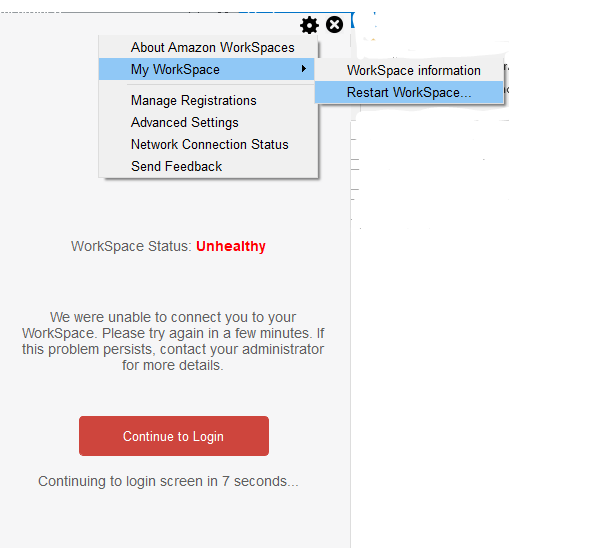 About Amazon WorkSpaces
My WorkSpace
WorkSpace information
Restart WorkSpace...
Manage Registrations
Advanced Settings
Network Connection Status
Send Feedback
WorkSpace Status: Unhealthy
We were unable to connect you to your
WorkSpace. Please try again in a few minutes. If
this problem persists, contact your administrator
for more details.
Continue to Login
Continuing to login screen in 7 seconds...